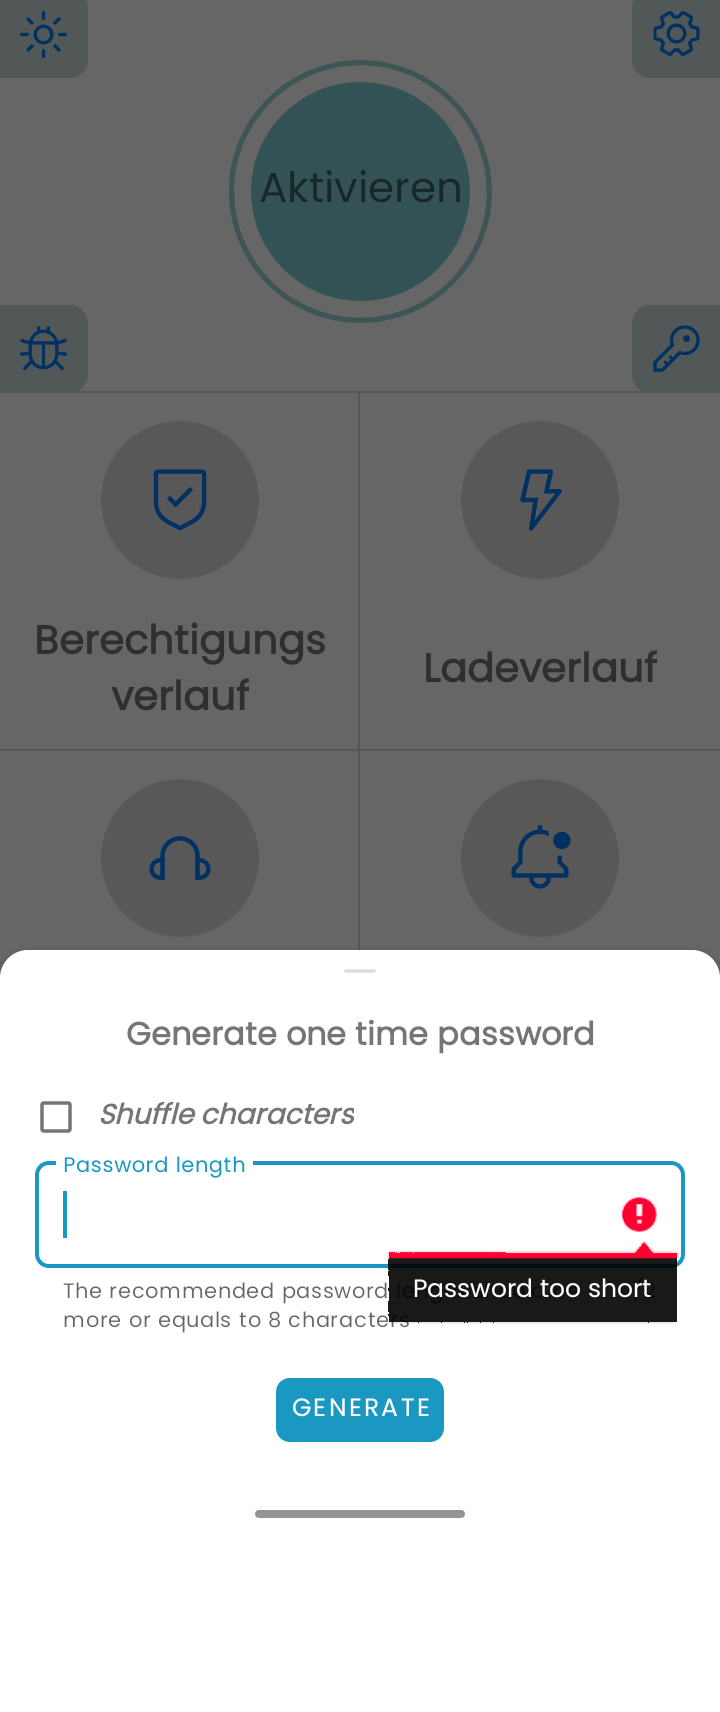 Aktivieren
Berechtigungs
verlauf
Ladeverlauf
Generate one time password
Shuffle characters
Password length
Password too short
The recommended password
more or equals to 8 characters
GENERATE